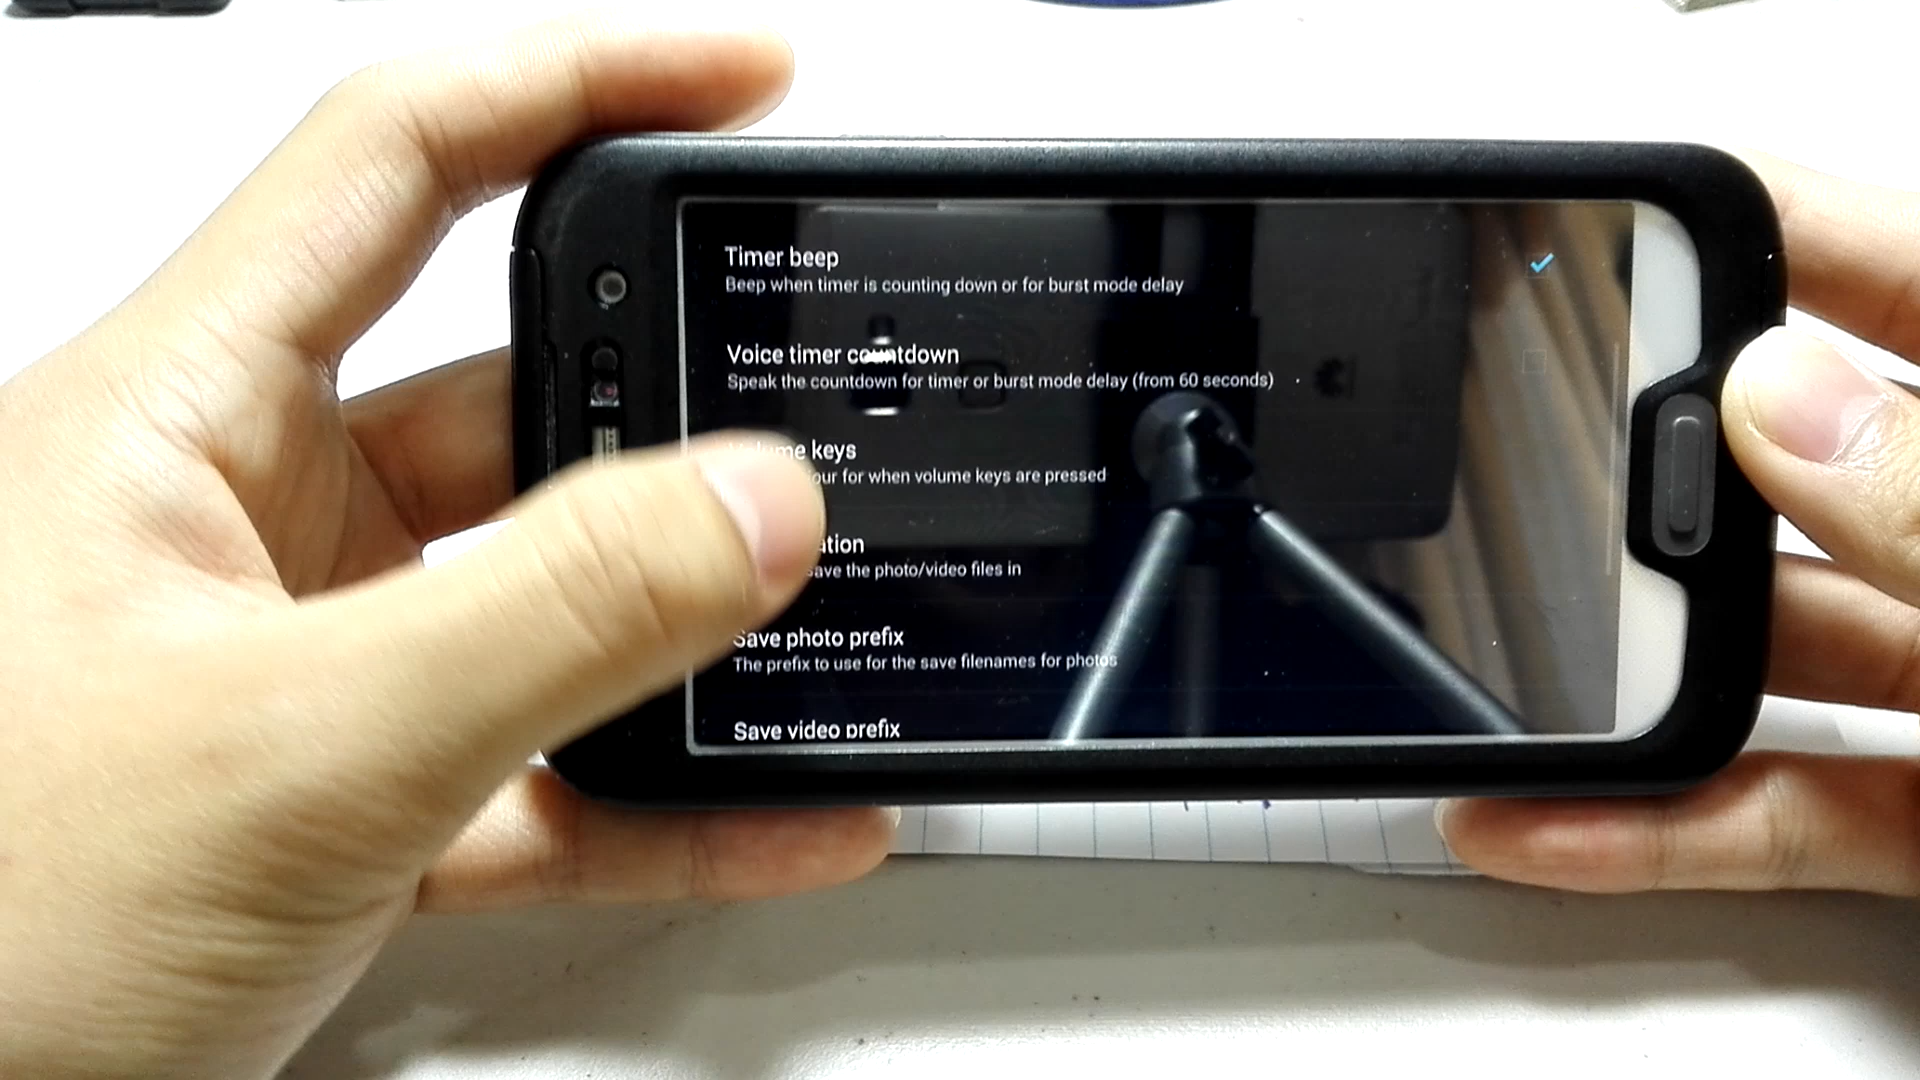 Timer beep
Beep when timer is counting down or for burst mode delay
Voice timer countdown
Speak the countdown for timer or burst mode delay (from 60 seconds)
keys
for when volume keys are pressed
save the photo/video files in
Save photo prefix
The prefix to use for the save filenames for photos
Save video prefix